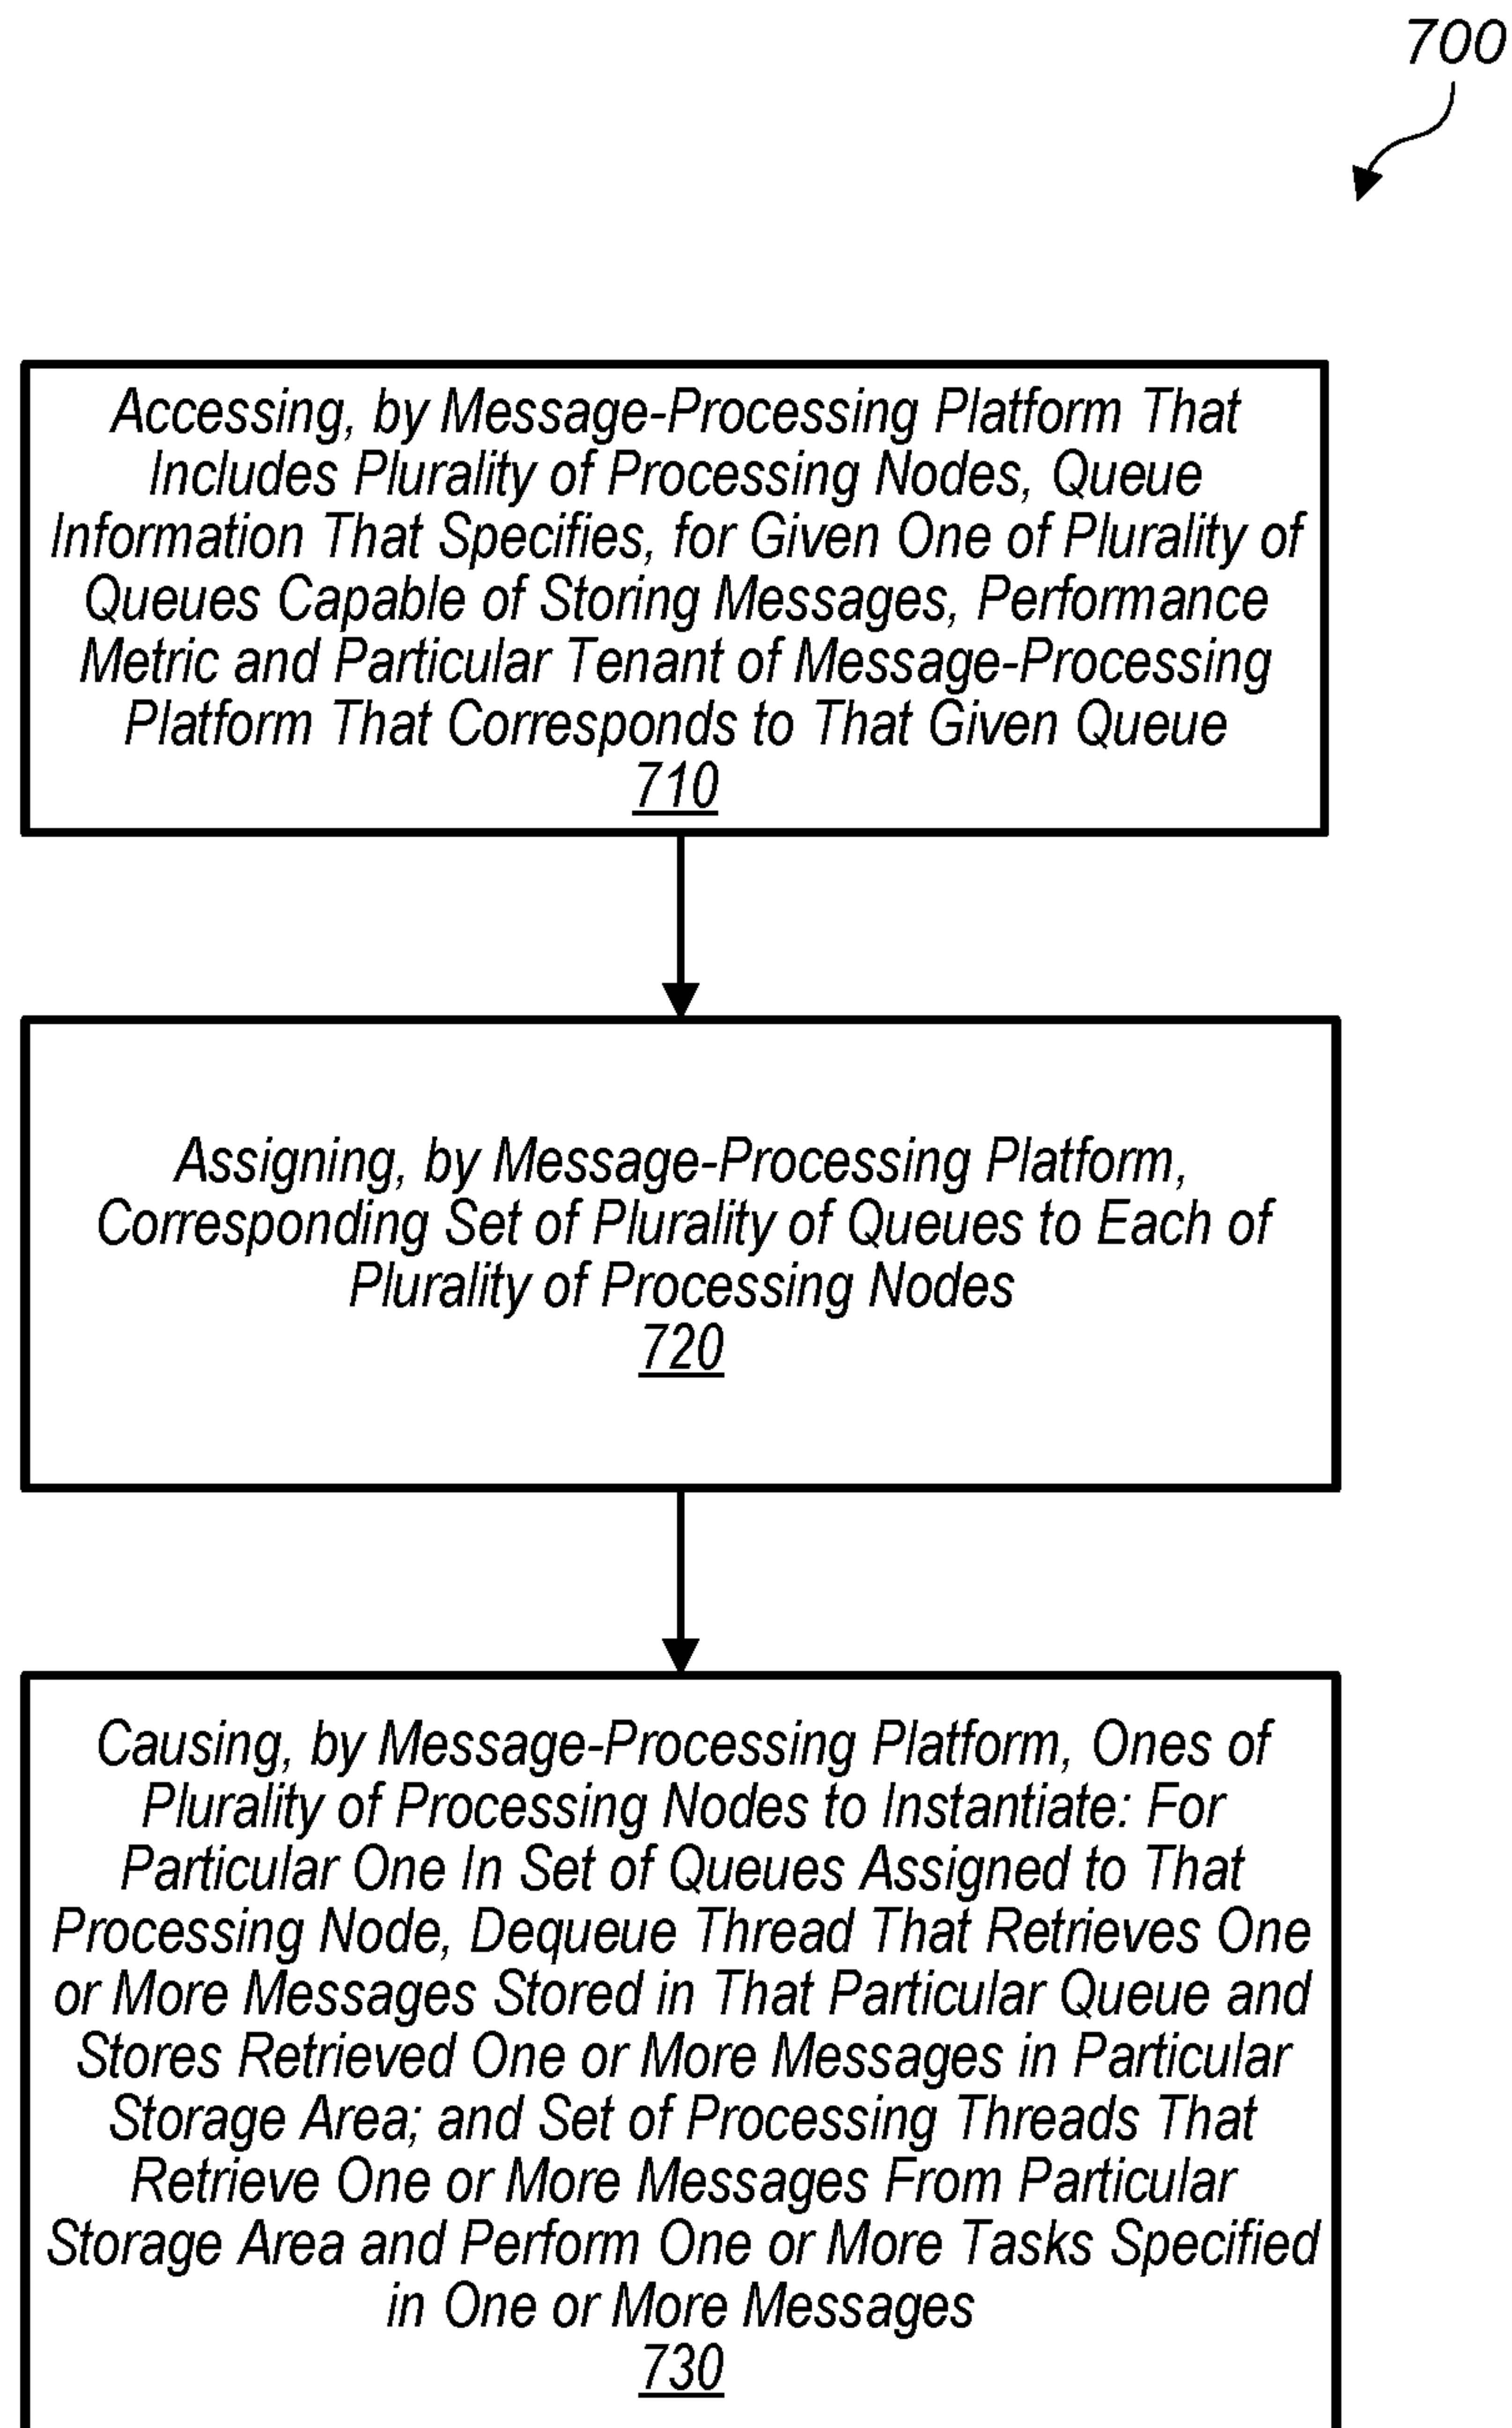 700
Accessing, by Message-Processing Platform That
Includes Plurality of Processing Nodes, Queue
Information That Specifies, for Given One of Plurality of
Queues Capable of Storing Messages, Performance
Metric and Particular Tenant of Message-Processing
Platform That Corresponds to That Given Queue
710
Assigning, by Message-Processing Platform,
Corresponding Set of Plurality of Queues to Each of
Plurality of Processing Nodes
720
Causing, by Message-Processing Platform, Ones of
Plurality of Processing Nodes to Instantiate: For
Particular One In Set of Queues Assigned to That
Processing Node, Dequeue Thread That Retrieves One
or More Messages Stored in That Particular Queue and
Stores Retrieved One or More Messages in Particular
Storage Area; and Set of Processing Threads That
Retrieve One or More Messages From Particular
Storage Area and Perform One or More Tasks Specified
in One or More Messages
730